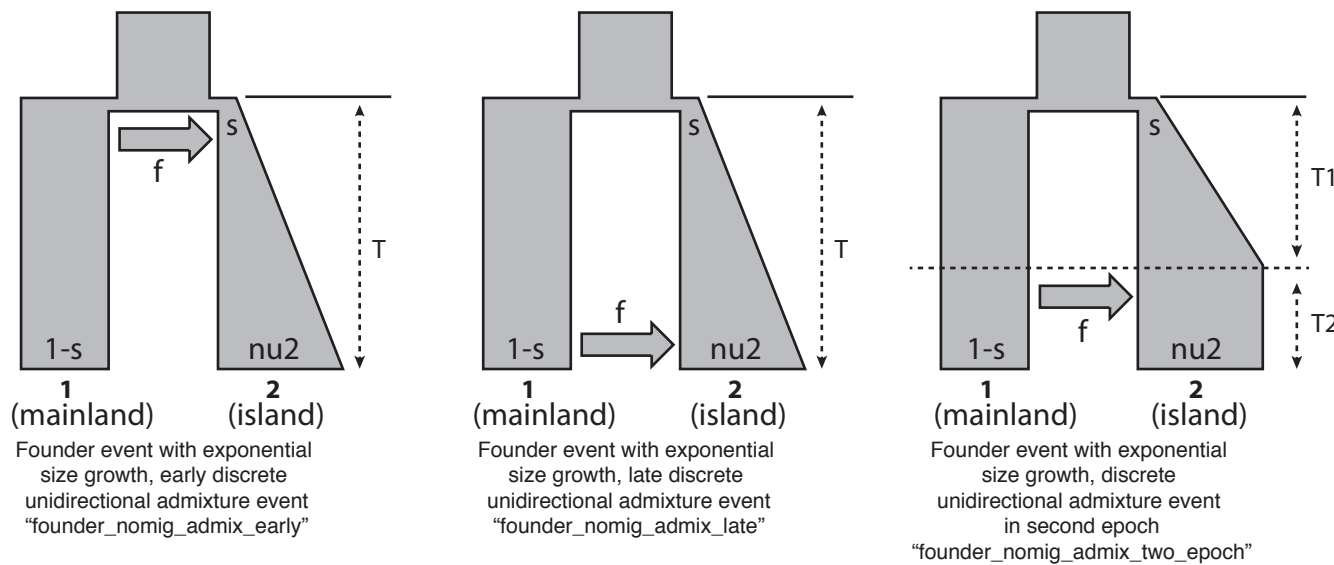 s
f
T
1-s
nu2
1
2
(mainland)
(island)
Founder event with exponential
size growth, early discrete
unidirectional admixture event
“founder_nomig_admix_early”
s
T
f
1-s
nu2
1
2
(mainland)
(island)
Founder event with exponential
size growth, late discrete
unidirectional admixture event
“founder_nomig_admix_late”
s
T1
f
T2
1-s
nu2
1
2
(mainland)
(island)
Founder event with exponential
size growth, discrete
unidirectional admixture event
in second epoch
“founder_nomig_admix_two_epoch”